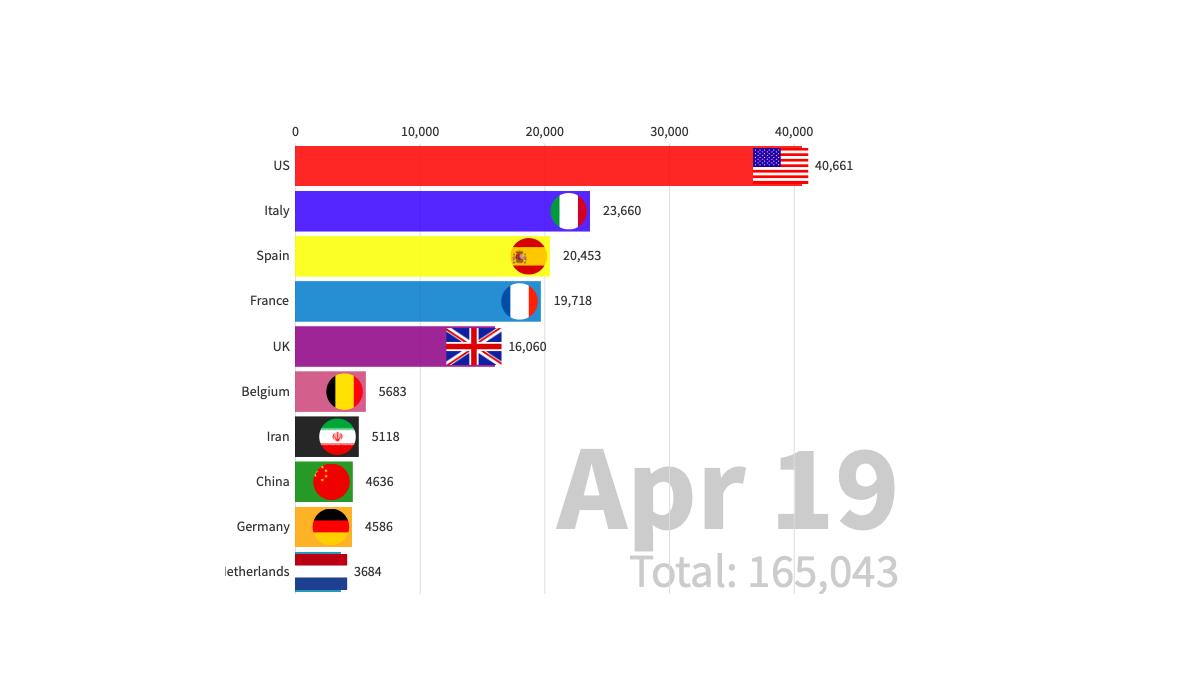 0 10,000 20,000 30,000 40,000
US 40,661
Italy 23,660
Spain 20,453
France 19,718
UK 16,060
Belgium 5683
Iran 5118
China 4636
Germany 4586
etherlands 3684
Apr 19
Total: 165,043